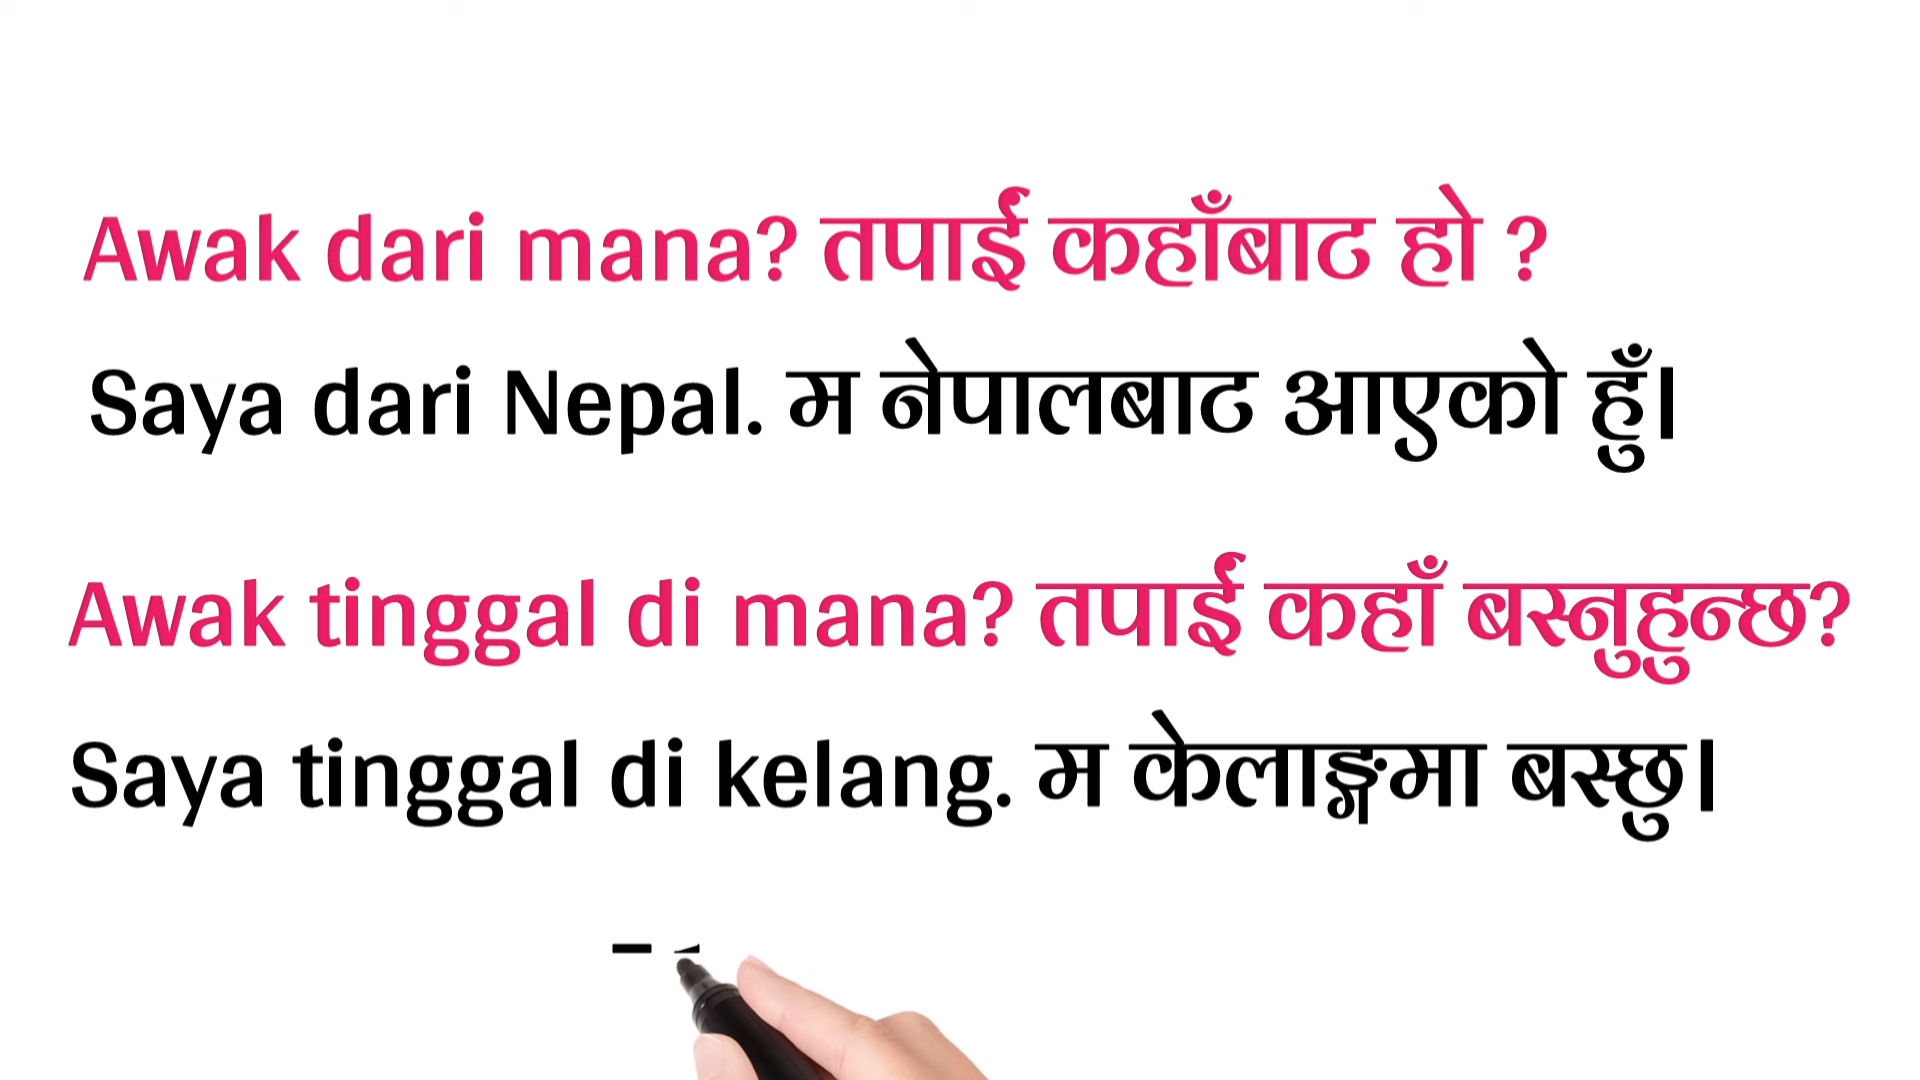 Awak dari mana? तपाईं कहाँबाट हो ?
Saya dari Nepal. म नेपालबाट आएको हुँ।
Awak tinggal di mana? तपाईं कहाँ बस्नुहुन्छ?
Saya tinggal di kelang. म केलाङ्गमा बस्छु।